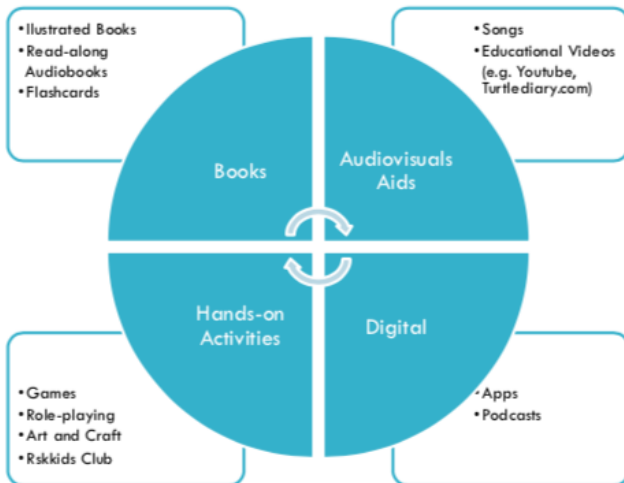 •Ilustrated Books
•Read-along
Audiobooks
•Flashcards
•Songs
•Educational Videos
(e.g. Youtube,
Turtlediary.com)
Books
Audiovisuals
Aids
Hands-on
Activities
Digital
•Games
•Role-playing
•Art and Craft
•Rskkids Club
•Apps
•Podcasts